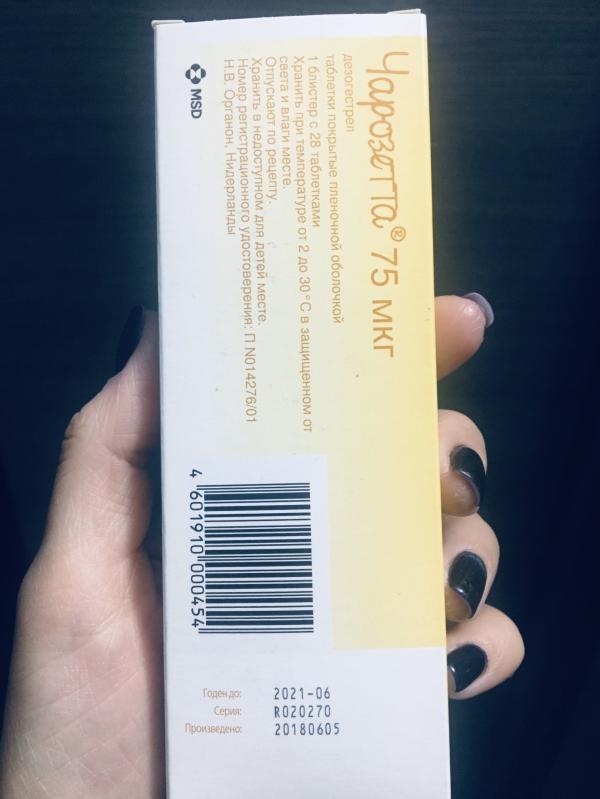 Чарозетта® 75 мкг
дезогестрел
таблетки покрытые пленочной оболочкой
1 блистер с 28 таблетками
Хранить при температуре от 2 до 30°С в защищенном от
света и влаги месте.
Отпускают по рецепту.
Хранить в недоступном для детей месте.
Номер регистрационного удостоверения: П N014276/01
Н.В. Органон, Нидерланды
MSD
4 601910 000454
Годен до: 2021-06
Серия: R020270
Произведено: 20180605